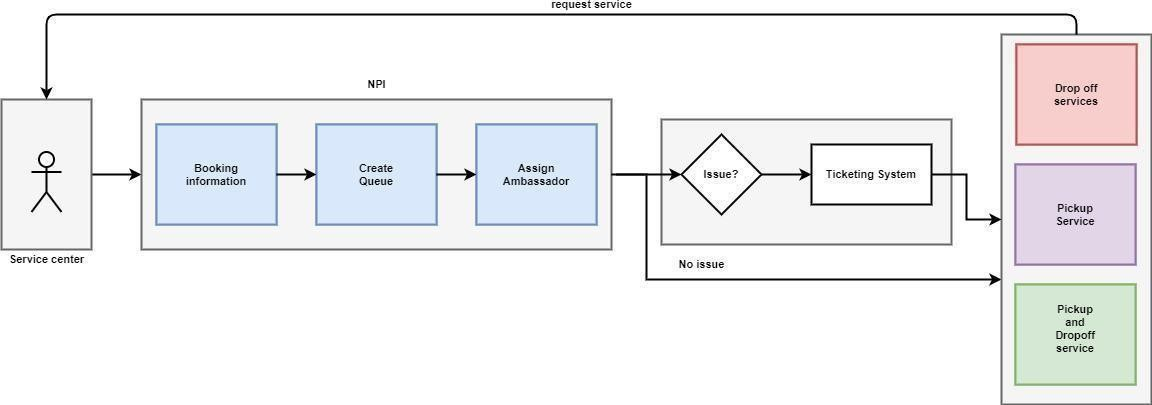 request service
NPI
Service center
Booking
information
Create
Queue
Assign
Ambassador
Issue?
Ticketing System
No issue
Drop off
services
Pickup
Service
Pickup
and
Dropoff
service